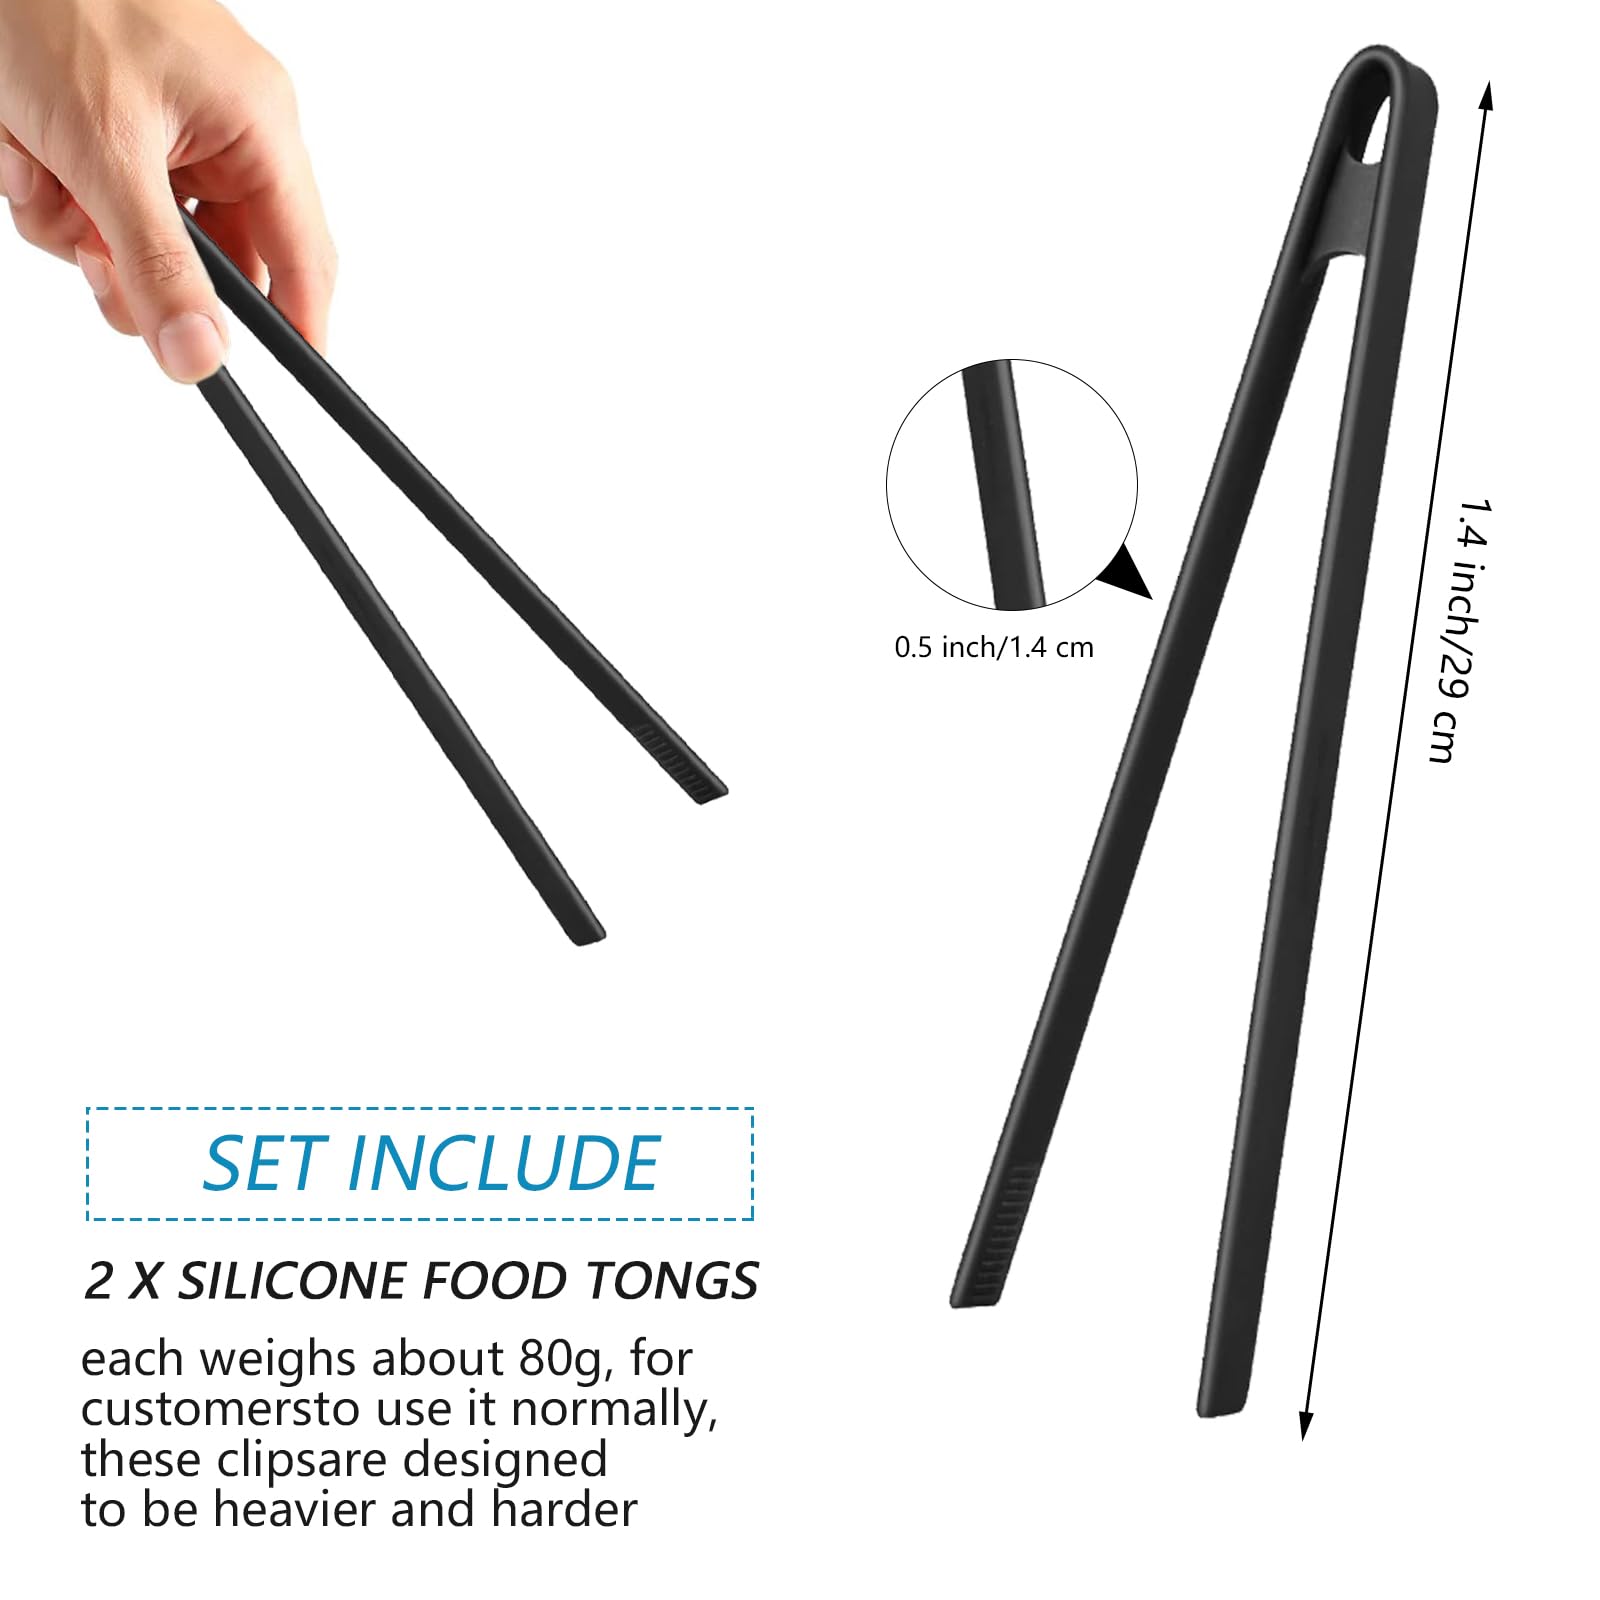 0.5 inch/1.4 cm
1.4 inch/29 cm
SET INCLUDE
2 X SILICONE FOOD TONGS
each weighs about 80g, for
customersto use it normally,
these clipsare designed
to be heavier and harder